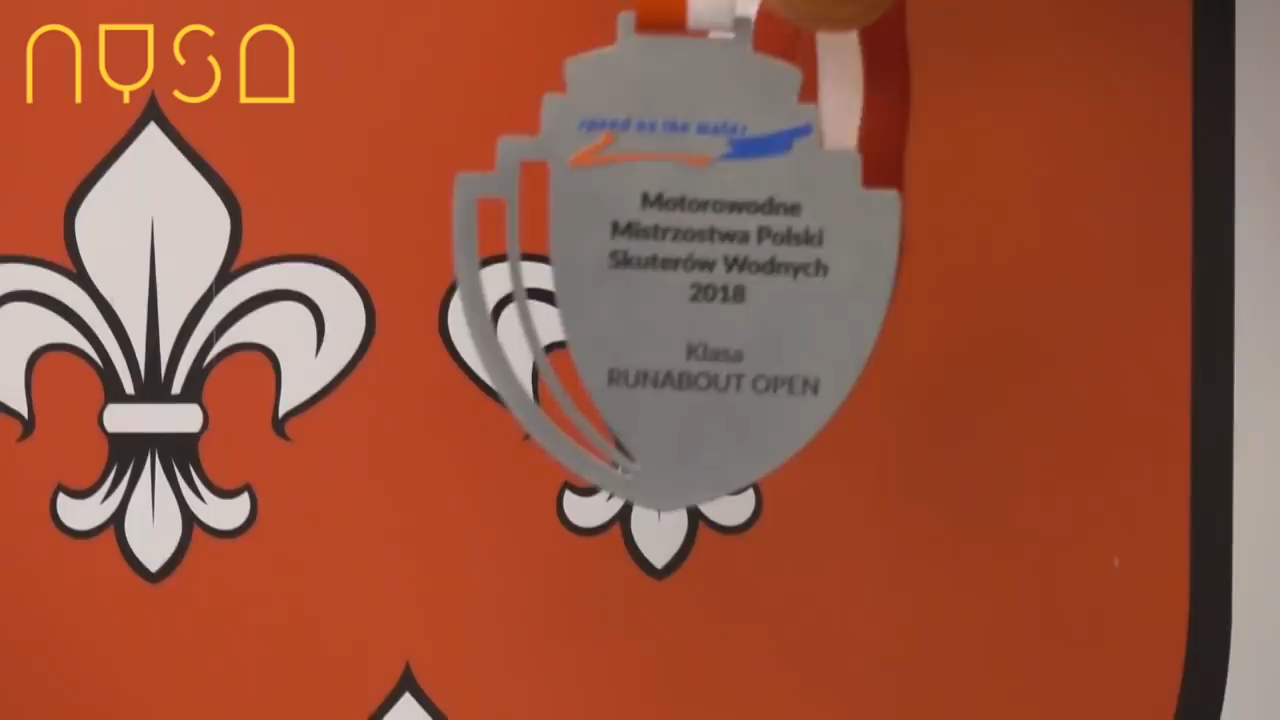 NYSA
speed on the water
Motorowodne
Mistrzostwa Polski
Skuterów Wodnych
2018
Klasa
RUNABOUT OPEN